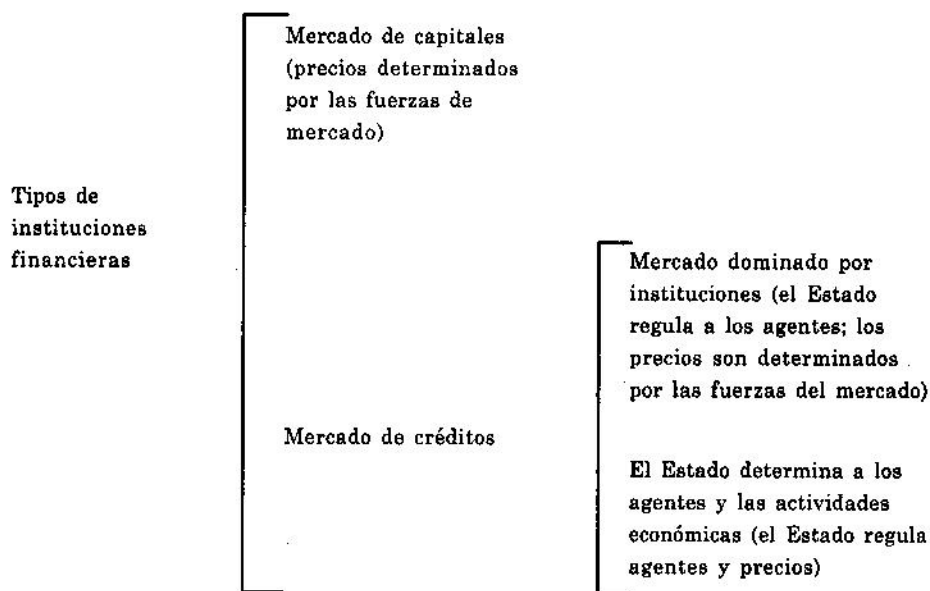 Mercado de capitales
(precios determinados
por las fuerzas de
mercado)
Tipos de
instituciones
financieras
Mercado de créditos
Mercado dominado por
instituciones (el Estado
regula a los agentes; los
precios son determinados
por las fuerzas del mercado)
El Estado determina a los
agentes y las actividades
económicas (el Estado regula
agentes y precios)